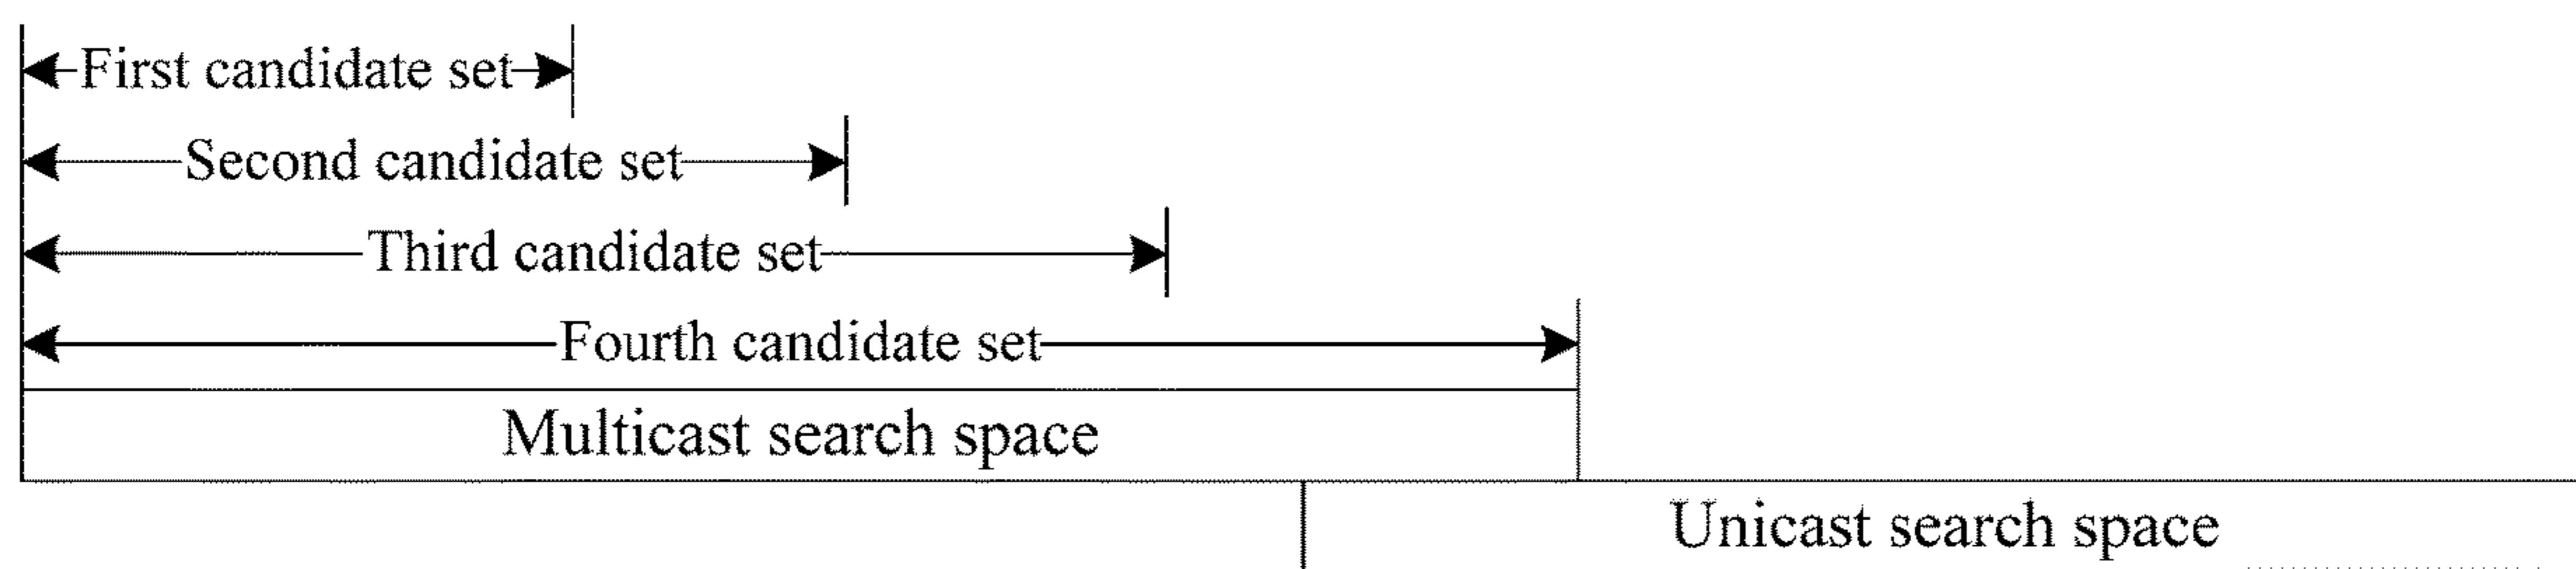 First candidate set
Second candidate set
Third candidate set
Fourth candidate set
Multicast search space
Unicast search space